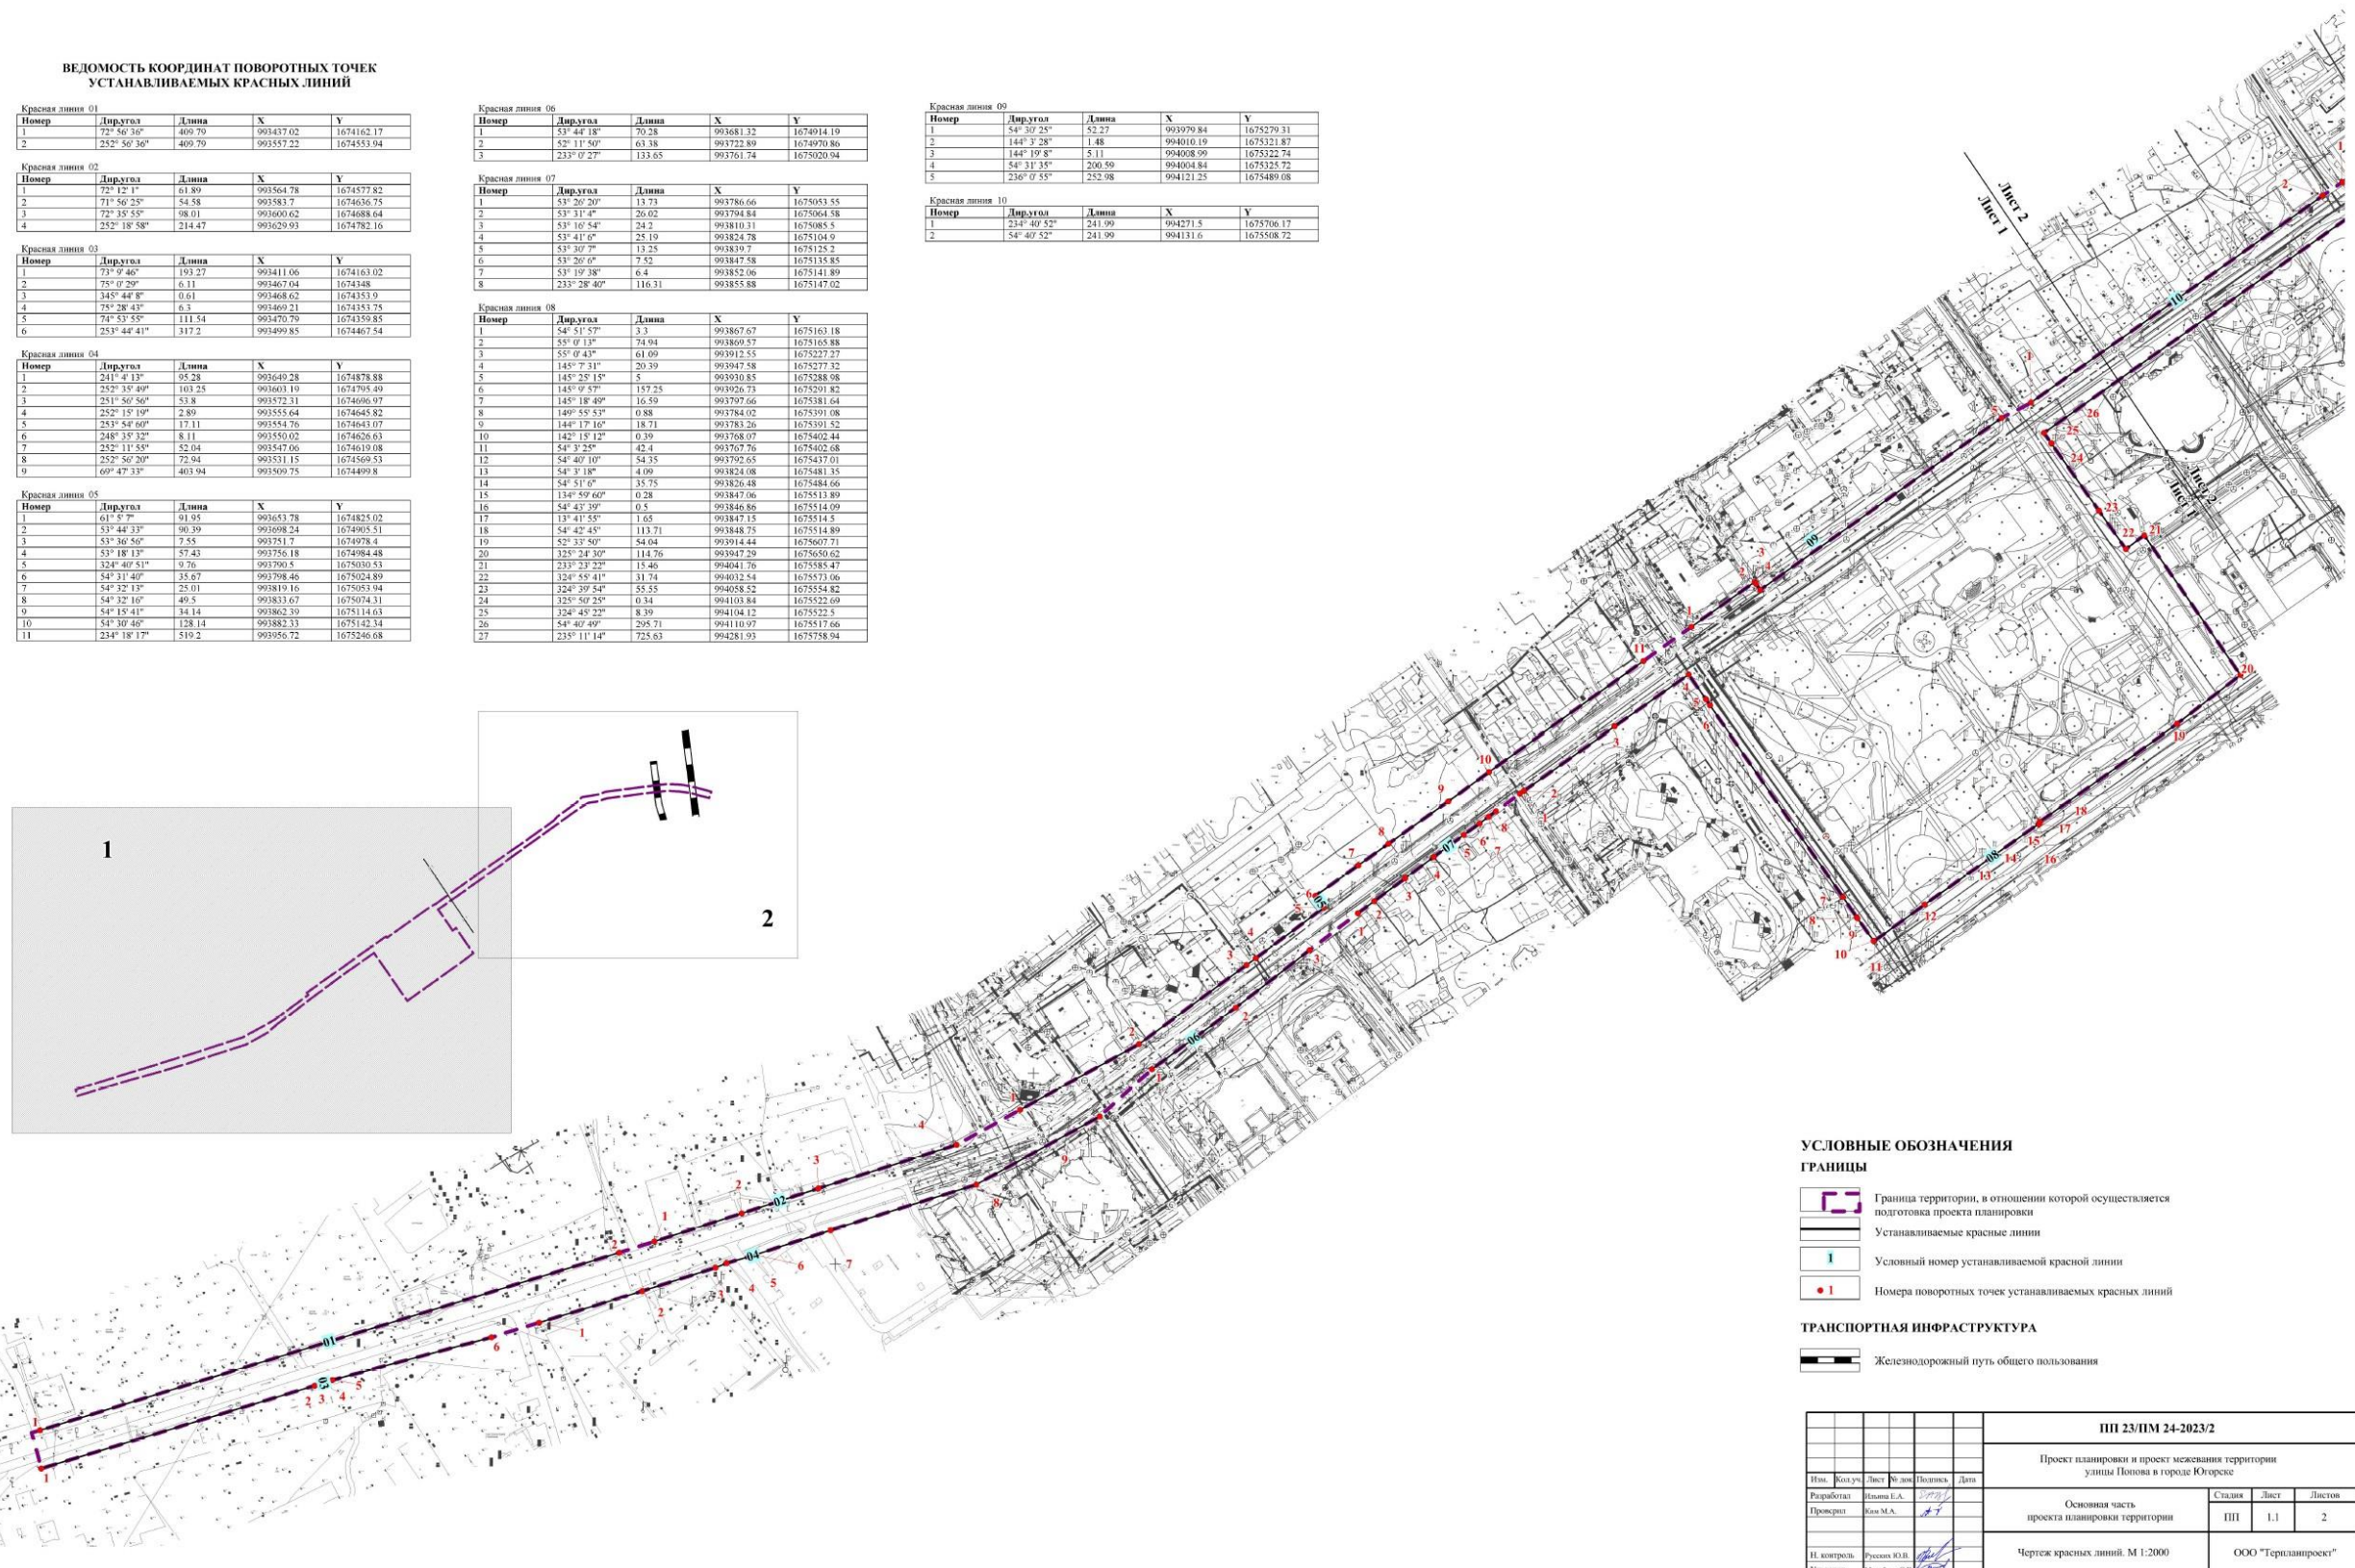 ВЕДОМОСТЬ КООРДИНАТ ПОВОРОТНЫХ ТОЧЕК
УСТАНАВЛИВАЕМЫХ КРАСНЫХ ЛИНИЙ
Красная линия 01
Номер Дир.угол Длина X Y
1 72° 56' 36" 409.79 993437.02 1674162.17
2 252° 56' 36" 409.79 993557.22 1674553.94
Красная линия 02
Номер Дир.угол Длина X Y
1 72° 12' 1" 61.89 993564.78 1674577.82
2 71° 56' 25" 54.58 993583.7 1674636.75
3 72° 35' 55" 98.01 993600.62 1674688.64
4 252° 18' 58" 214.47 993629.93 1674782.16
Красная линия 03
Номер Дир.угол Длина X Y
1 73° 9' 46" 193.27 993411.06 1674163.02
2 75° 0' 29" 6.11 993467.04 1674348
3 345° 44' 8" 0.61 993468.62 1674353.9
4 75° 28' 43" 6.3 993469.21 1674353.75
5 74° 53' 55" 111.54 993470.79 1674359.85
6 253° 44' 41" 317.2 993499.85 1674467.54
Красная линия 04
Номер Дир.угол Длина X Y
1 241° 4' 13" 95.28 993649.28 1674878.88
2 252° 35' 49" 103.25 993603.19 1674795.49
3 251° 56' 56" 53.8 993572.31 1674696.97
4 252° 15' 19" 2.89 993555.64 1674645.82
5 253° 54' 60" 17.11 993554.76 1674643.07
6 248° 35' 32" 8.11 993550.02 1674626.63
7 252° 11' 55" 52.04 993547.06 1674619.08
8 252° 56' 20" 72.94 993531.15 1674569.53
9 69° 47' 33" 403.94 993509.75 1674499.8
Красная линия 05
Номер Дир.угол Длина X Y
1 61° 5' 7" 91.95 993653.78 1674825.02
2 53° 44' 33" 90.39 993698.24 1674905.51
3 53° 36' 56" 7.55 993751.7 1674978.4
4 53° 18' 13" 57.43 993756.18 1674984.48
5 324° 40' 51" 9.76 993790.5 1675030.53
6 54° 31' 40" 35.67 993798.46 1675024.89
7 54° 32' 13" 25.01 993819.16 1675053.94
8 54° 32' 16" 49.5 993833.67 1675074.31
9 54° 15' 41" 34.14 993862.39 1675114.63
10 54° 30' 46" 128.14 993882.33 1675142.34
11 234° 18' 17" 519.2 993956.72 1675246.68
Красная линия 06
Номер Дир.угол Длина X Y
1 53° 44' 18" 70.28 993681.32 1674914.19
2 52° 11' 50" 63.38 993722.89 1674970.86
3 233° 0' 27" 133.65 993761.74 1675020.94
Красная линия 07
Номер Дир.угол Длина X Y
1 53° 26' 20" 13.73 993786.66 1675053.55
2 53° 31' 4" 26.02 993794.84 1675064.58
3 53° 16' 54" 24.2 993810.31 1675085.5
4 53° 41' 6" 25.19 993824.78 1675104.9
5 53° 30' 7" 13.25 993839.7 1675125.2
6 53° 26' 6" 7.52 993847.58 1675135.85
7 53° 19' 38" 6.4 993852.06 1675141.89
8 233° 28' 40" 116.31 993855.88 1675147.02
Красная линия 08
Номер Дир.угол Длина X Y
1 54° 51' 57" 3.3 993867.67 1675163.18
2 55° 0' 13" 74.94 993869.57 1675165.88
3 55° 0' 43" 61.09 993912.55 1675227.27
4 145° 7' 31" 20.39 993947.58 1675277.32
5 145° 25' 15" 5 993930.85 1675288.98
6 145° 9' 57" 157.25 993926.73 1675291.82
7 145° 18' 49" 16.59 993797.66 1675381.64
8 149° 55' 53" 0.88 993784.02 1675391.08
9 144° 17' 16" 18.71 993783.26 1675391.52
10 142° 15' 12" 0.39 993768.07 1675402.44
11 54° 3' 25" 42.4 993767.76 1675402.68
12 54° 40' 10" 54.35 993792.65 1675437.01
13 54° 3' 18" 4.09 993824.08 1675481.35
14 54° 51' 6" 35.75 993826.48 1675484.66
15 134° 59' 60" 0.28 993847.06 1675513.89
16 54° 43' 39" 0.5 993846.86 1675514.09
17 13° 41' 55" 1.65 993847.15 1675514.5
18 54° 42' 45" 113.71 993848.75 1675514.89
19 52° 33' 50" 54.04 993914.44 1675607.71
20 325° 24' 30" 114.76 993947.29 1675650.62
21 233° 23' 22" 15.46 994041.76 1675585.47
22 324° 55' 41" 31.74 994032.54 1675573.06
23 324° 39' 54" 55.55 994058.52 1675554.82
24 325° 50' 25" 0.34 994103.84 1675522.69
25 324° 45' 22" 8.39 994104.12 1675522.5
26 54° 40' 49" 295.71 994110.97 1675517.66
27 235° 11' 14" 725.63 994281.93 1675758.94
Красная линия 09
Номер Дир.угол Длина X Y
1 54° 30' 25" 52.27 993979.84 1675279.31
2 144° 3' 28" 1.48 994010.19 1675321.87
3 144° 19' 8" 5.11 994008.99 1675322.74
4 54° 31' 35" 200.59 994004.84 1675325.72
5 236° 0' 55" 252.98 994121.25 1675489.08
Красная линия 10
Номер Дир.угол Длина X Y
1 234° 40' 52" 241.99 994271.5 1675706.17
2 54° 40' 52" 241.99 994131.6 1675508.72
1
2
Лист 2
Лист 1
Лист 2
Лист 1
01
02
03
04
05
06
07
08
09
10
УСЛОВНЫЕ ОБОЗНАЧЕНИЯ
ГРАНИЦЫ
Граница территории, в отношении которой осуществляется
подготовка проекта планировки
Устанавливаемые красные линии
1 Условный номер устанавливаемой красной линии
1 Номера поворотных точек устанавливаемых красных линий
ТРАНСПОРТНАЯ ИНФРАСТРУКТУРА
Железнодорожный путь общего пользования
ПП 23/ПМ 24-2023/2
Проект планировки и проект межевания территории
улицы Попова в городе Югорске
Изм. Кол.уч. Лист № док. Подпись Дата
Разработал Ильина Е.А.
Проверил Ким М.А.
Основная часть
проекта планировки территории
Стадия Лист Листов
ПП 1.1 2
Н. контроль Русских Ю.В.
Чертеж красных линий. М 1:2000
ООО "Терпланпроект"